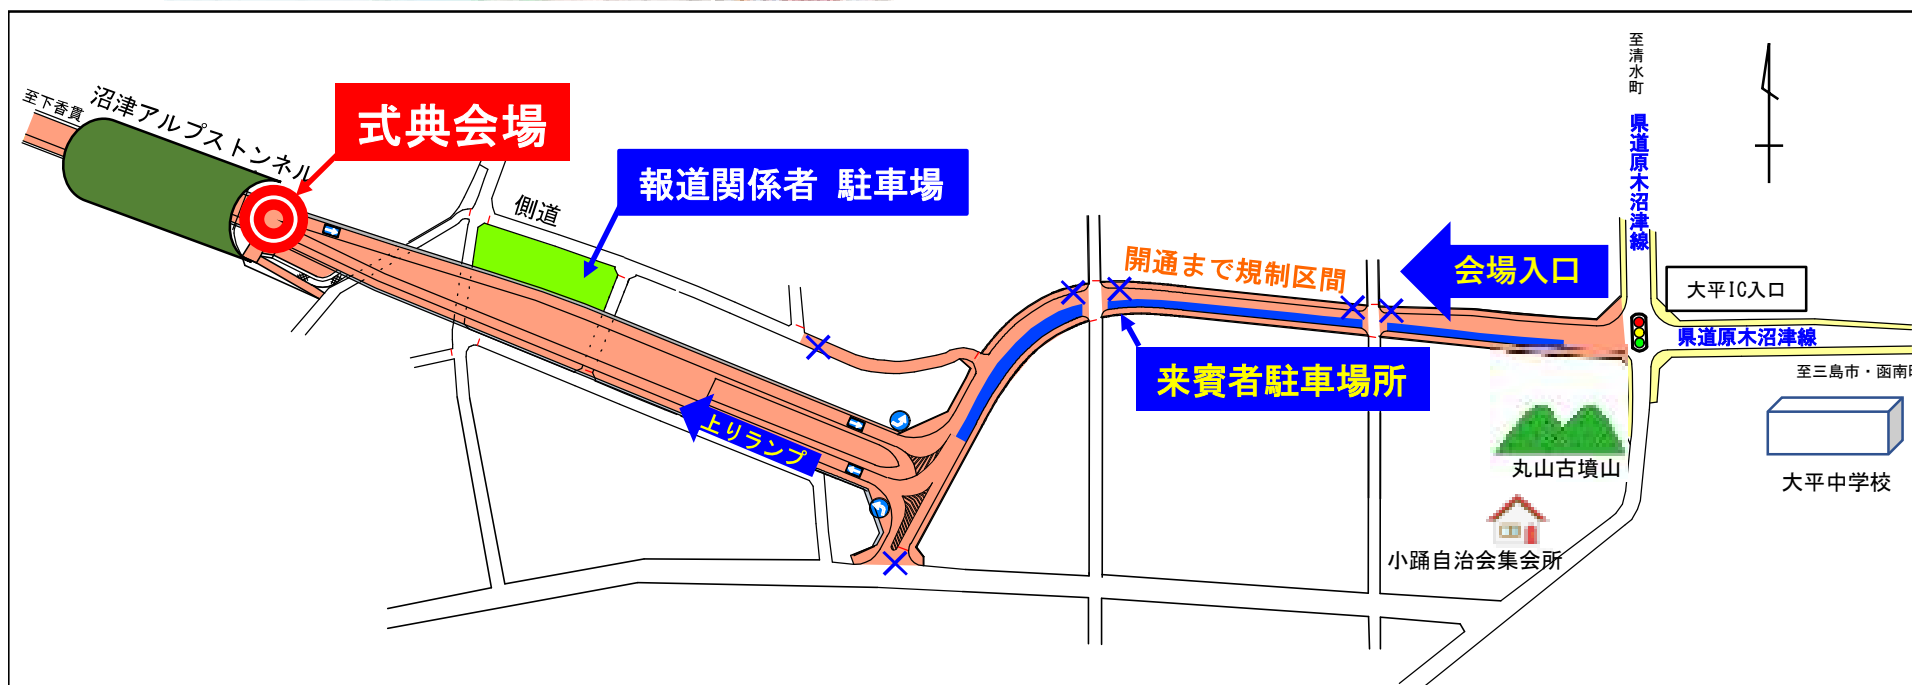 至下香貫
沼津アルプストンネル
式典会場
報道関係者 駐車場
側道
開通まで規制区間
会場入口
至清水町
県道原木沼津線
大平IC入口
県道原木沼津線
至三島市・函南町
来賓者駐車場所
上りランプ
丸山古墳山
大平中学校
小踊自治会集会所